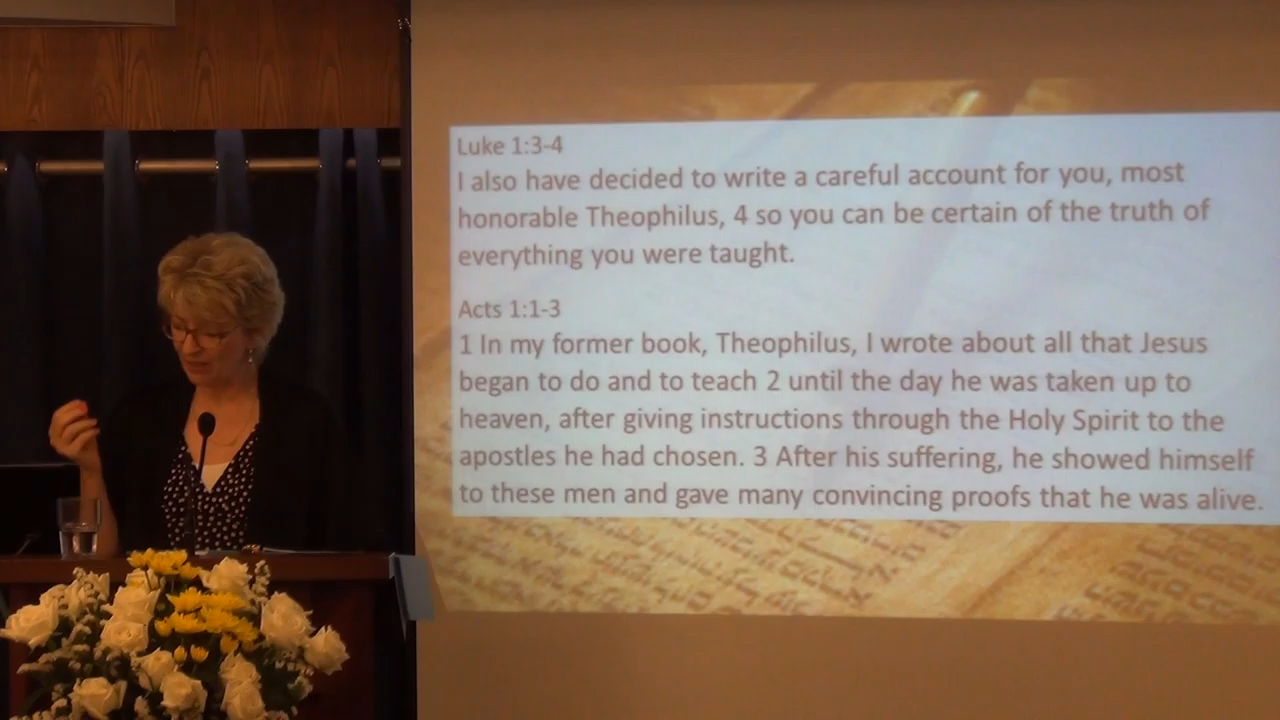 Luke 1:3-4
I also have decided to write a careful account for you, most
honorable Theophilus, 4 so you can be certain of the truth of
everything you were taught.
Acts 1:1-3
1 In my former book, Theophilus, I wrote about all that Jesus
began to do and to teach 2 until the day he was taken up to
heaven, after giving instructions through the Holy Spirit to the
apostles he had chosen. 3 After his suffering, he showed himself
to these men and gave many convincing proofs that he was alive.